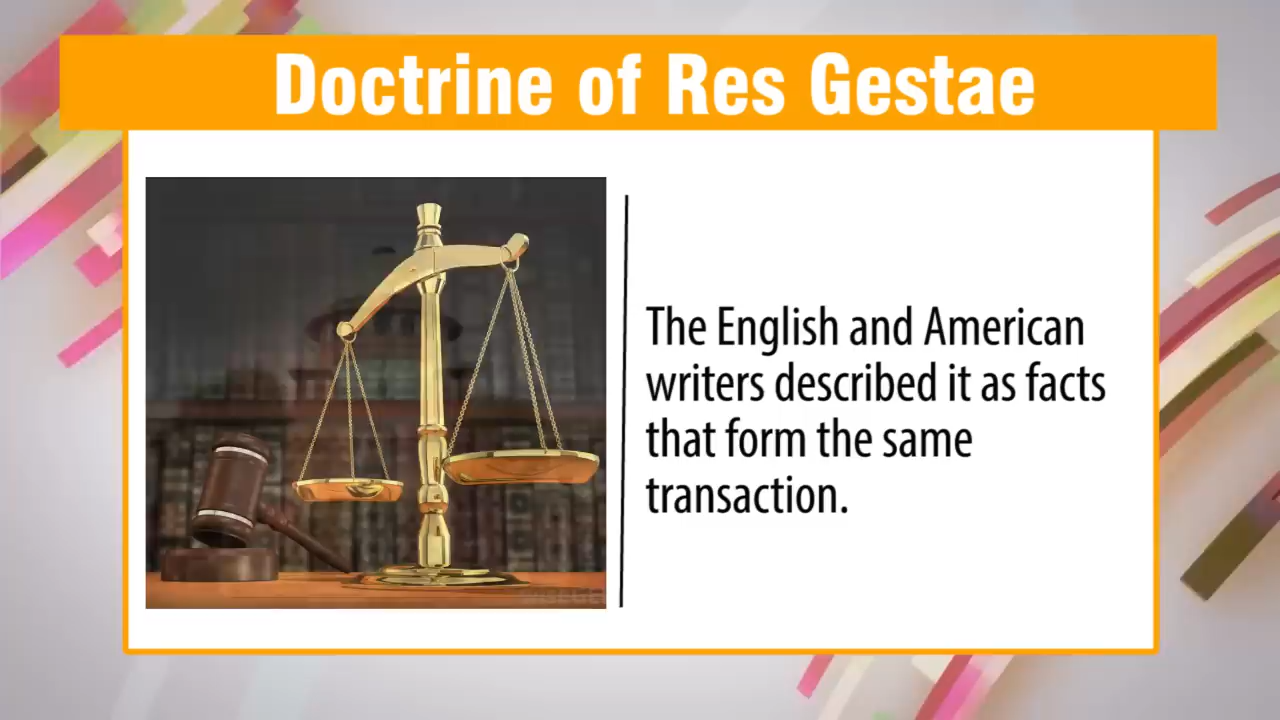 Doctrine of Res Gestae
The English and American
writers described it as facts
that form the same
transaction.